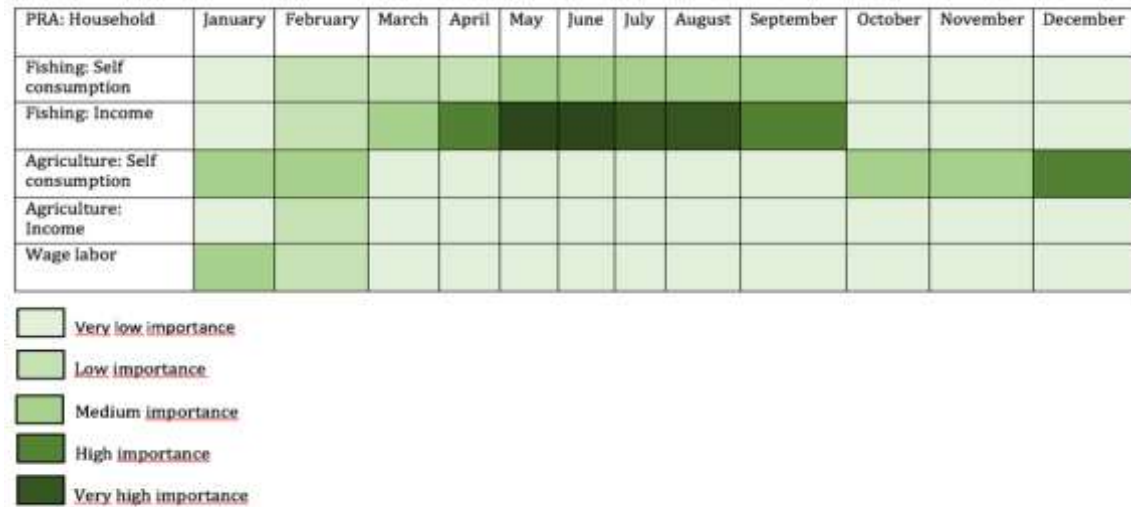 PRA: Household January February March April May June July August September October November December
Fishing: Self
consumption
Fishing: Income
Agriculture: Self
consumption
Agriculture:
Income
Wage labor
Very low importance
Low importance
Medium importance
High importance
Very high importance